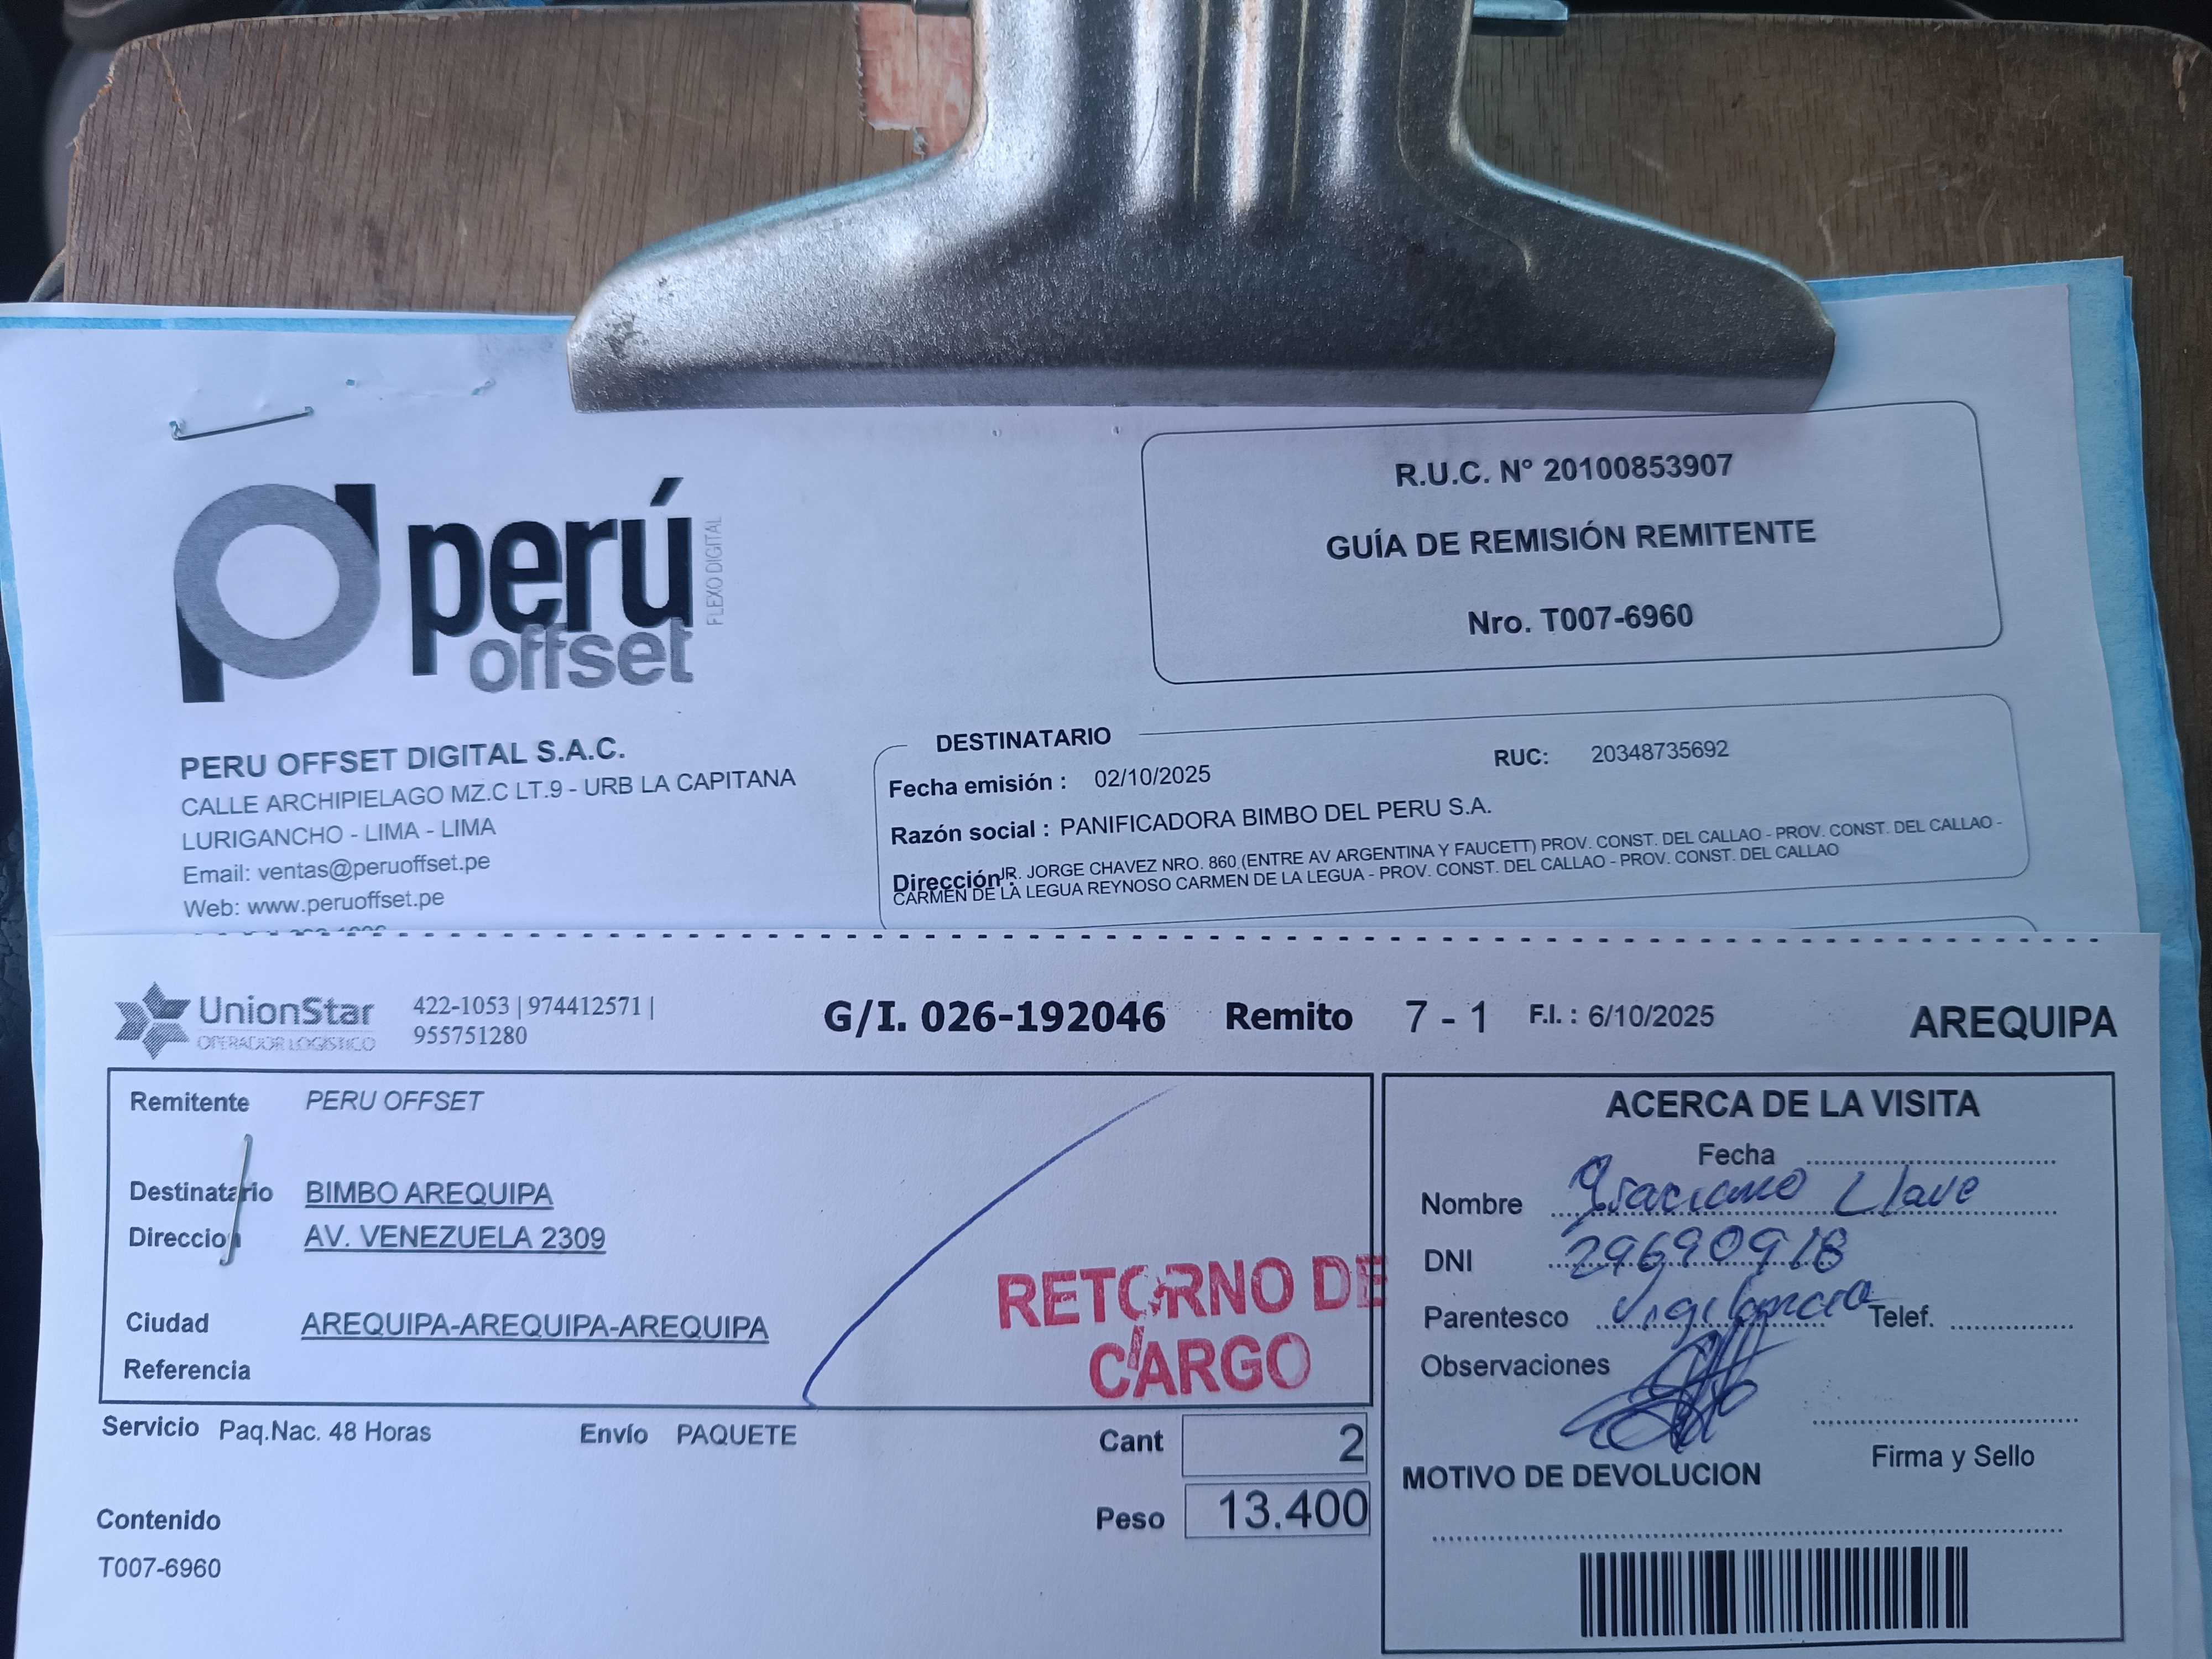 perú
offset
FLEXO DIGITAL
R.U.C. N° 20100853907
GUÍA DE REMISIÓN REMITENTE
Nro. T007-6960
PERU OFFSET DIGITAL S.A.C.
CALLE ARCHIPIELAGO MZ.C LT.9 - URB LA CAPITANA
LURIGANCHO - LIMA - LIMA
Email: ventas@peruoffset.pe
Web: www.peruoffset.pe
DESTINATARIO
Fecha emisión : 02/10/2025 RUC: 20348735692
Razón social : PANIFICADORA BIMBO DEL PERU S.A.
Dirección : JR. JORGE CHAVEZ NRO. 860 (ENTRE AV ARGENTINA Y FAUCETT) PROV. CONST. DEL CALLAO - PROV. CONST. DEL CALLAO -
CARMEN DE LA LEGUA REYNOSO CARMEN DE LA LEGUA - PROV. CONST. DEL CALLAO - PROV. CONST. DEL CALLAO
UnionStar
OPERADOR LOGISTICO
422-1053 | 974412571 |
955751280
G/I. 026-192046 Remito 7 - 1 F.I. : 6/10/2025 AREQUIPA
Remitente PERU OFFSET
Destinatario BIMBO AREQUIPA
Direccion AV. VENEZUELA 2309
Ciudad AREQUIPA-AREQUIPA-AREQUIPA
Referencia
RETORNO DE
CARGO
Servicio Paq.Nac. 48 Horas Envío PAQUETE
Cant 2
Peso 13.400
Contenido
T007-6960
ACERCA DE LA VISITA
Fecha
Nombre Graciano Llave
DNI 29690918
Parentesco Vigilancia Telef.
Observaciones
Firma y Sello
MOTIVO DE DEVOLUCION